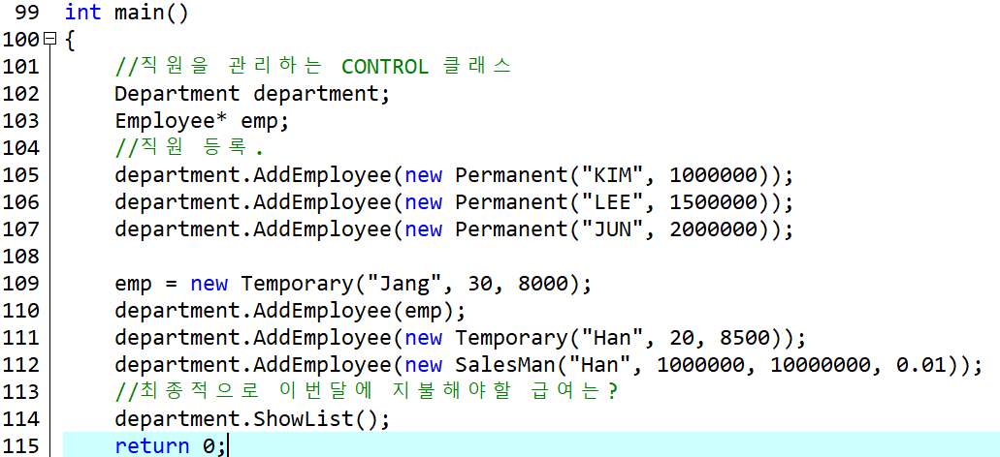 99 int main()
100 {
101 //직원을 관리하는 CONTROL 클래스
102 Department department;
103 Employee* emp;
104 //직원 등록.
105 department.AddEmployee(new Permanent("KIM", 1000000));
106 department.AddEmployee(new Permanent("LEE", 1500000));
107 department.AddEmployee(new Permanent("JUN", 2000000));
108
109 emp = new Temporary("Jang", 30, 8000);
110 department.AddEmployee(emp);
111 department.AddEmployee(new Temporary("Han", 20, 8500));
112 department.AddEmployee(new SalesMan("Han", 1000000, 10000000, 0.01));
113 //최종적으로 이번달에 지불해야할 급여는?
114 department.ShowList();
115 return 0;